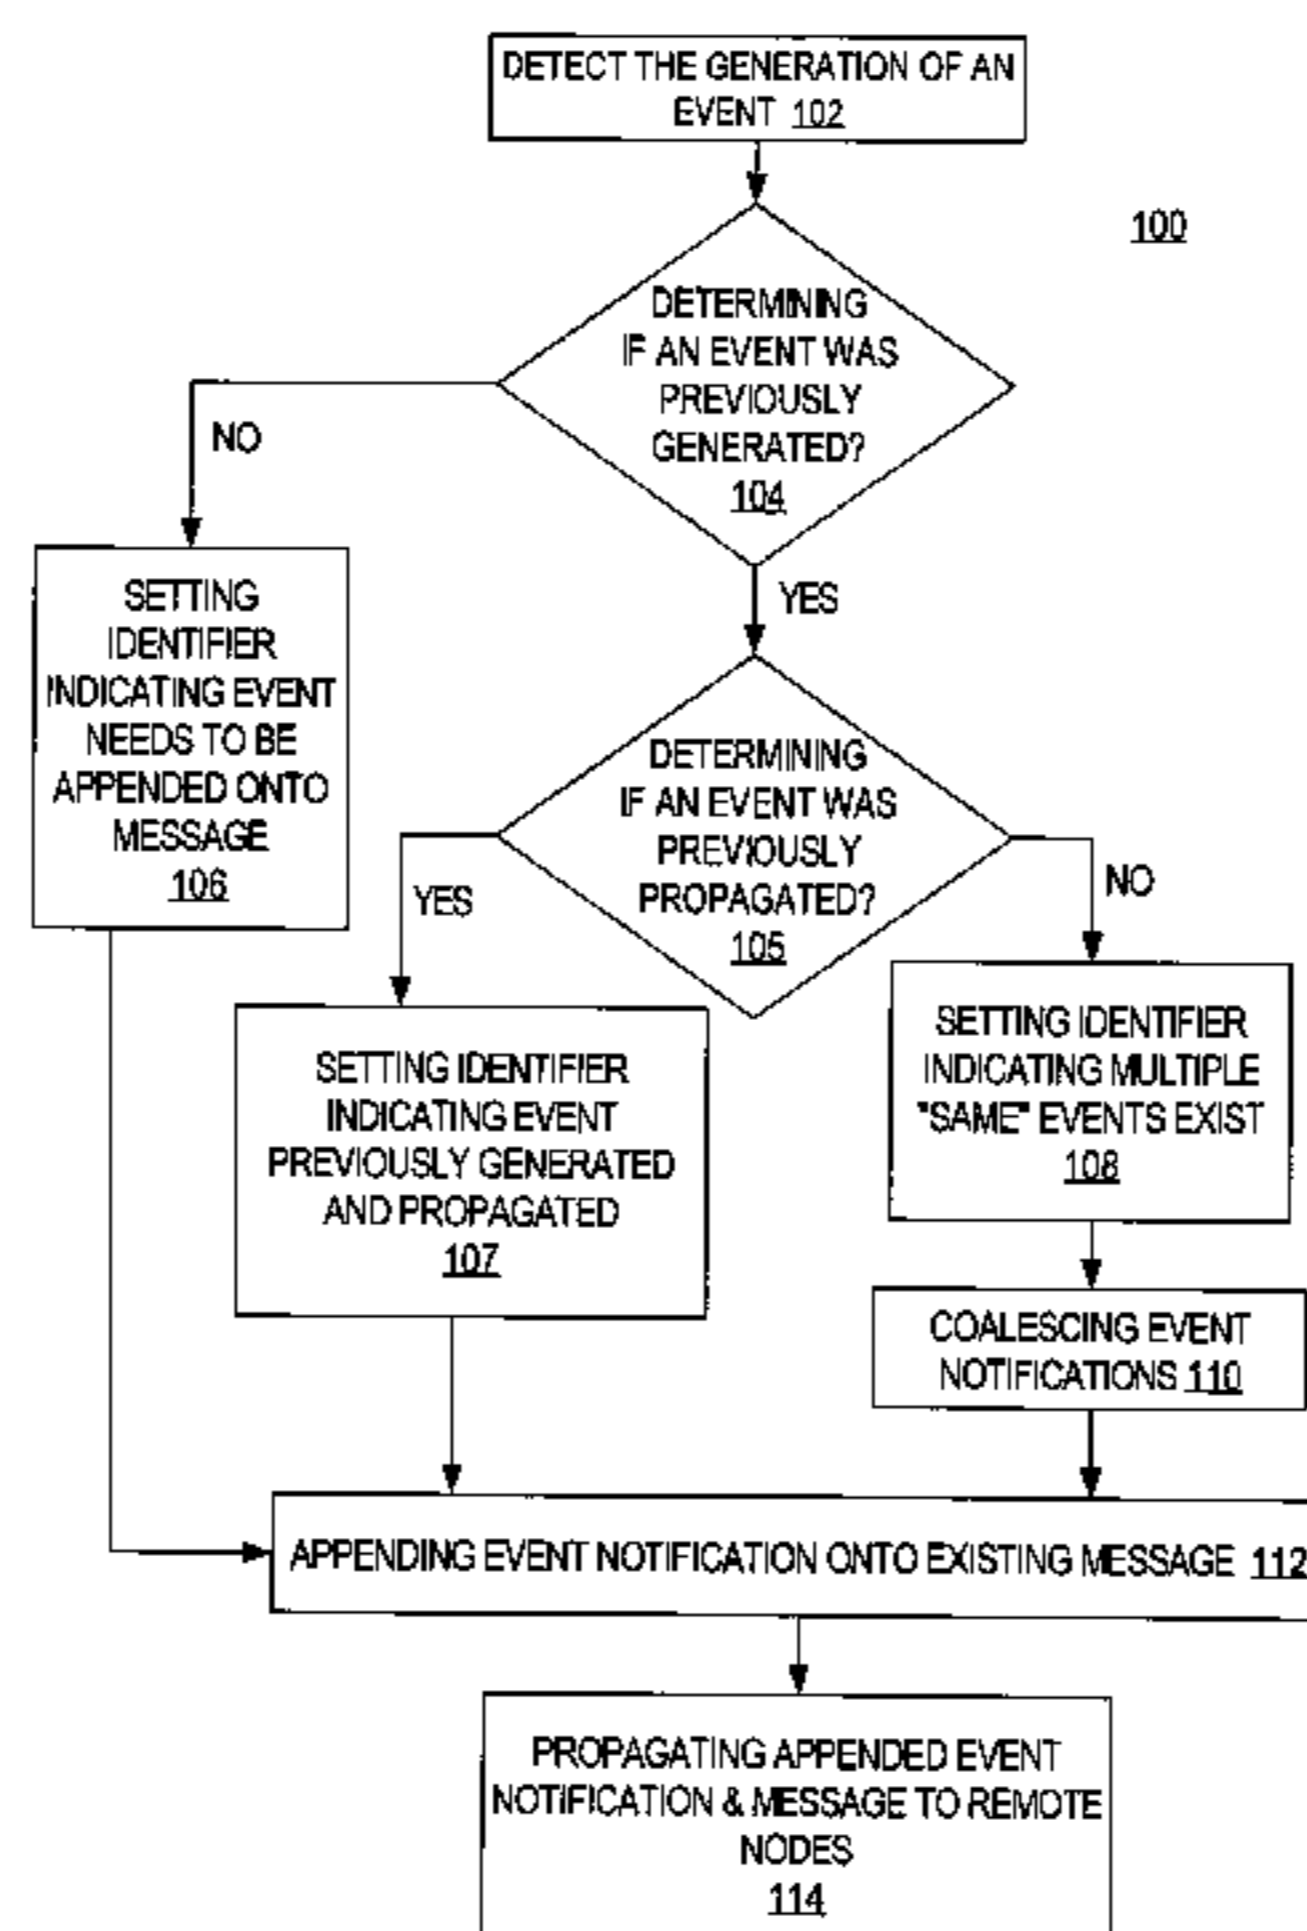 DETECT THE GENERATION OF AN
EVENT 102
100
DETERMINING
IF AN EVENT WAS
PREVIOUSLY
GENERATED?
104
NO
YES
SETTING
IDENTIFIER
INDICATING EVENT
NEEDS TO BE
APPENDED ONTO
MESSAGE
106
DETERMINING
IF AN EVENT WAS
PREVIOUSLY
PROPAGATED?
105
YES
NO
SETTING IDENTIFIER
INDICATING EVENT
PREVIOUSLY GENERATED
AND PROPAGATED
107
SETTING IDENTIFIER
INDICATING MULTIPLE
"SAME" EVENTS EXIST
108
COALESCING EVENT
NOTIFICATIONS 110
APPENDING EVENT NOTIFICATION ONTO EXISTING MESSAGE 112
PROPAGATING APPENDED EVENT
NOTIFICATION & MESSAGE TO REMOTE
NODES
114